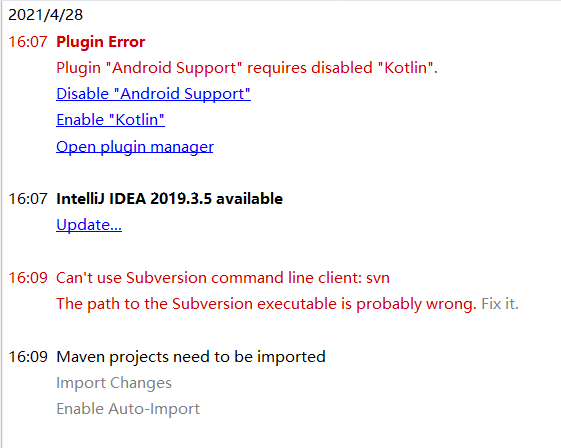 2021/4/28
16:07 Plugin Error
Plugin "Android Support" requires disabled "Kotlin".
Disable "Android Support"
Enable "Kotlin"
Open plugin manager
16:07 IntelliJ IDEA 2019.3.5 available
Update...
16:09 Can't use Subversion command line client: svn
The path to the Subversion executable is probably wrong. Fix it.
16:09 Maven projects need to be imported
Import Changes
Enable Auto-Import